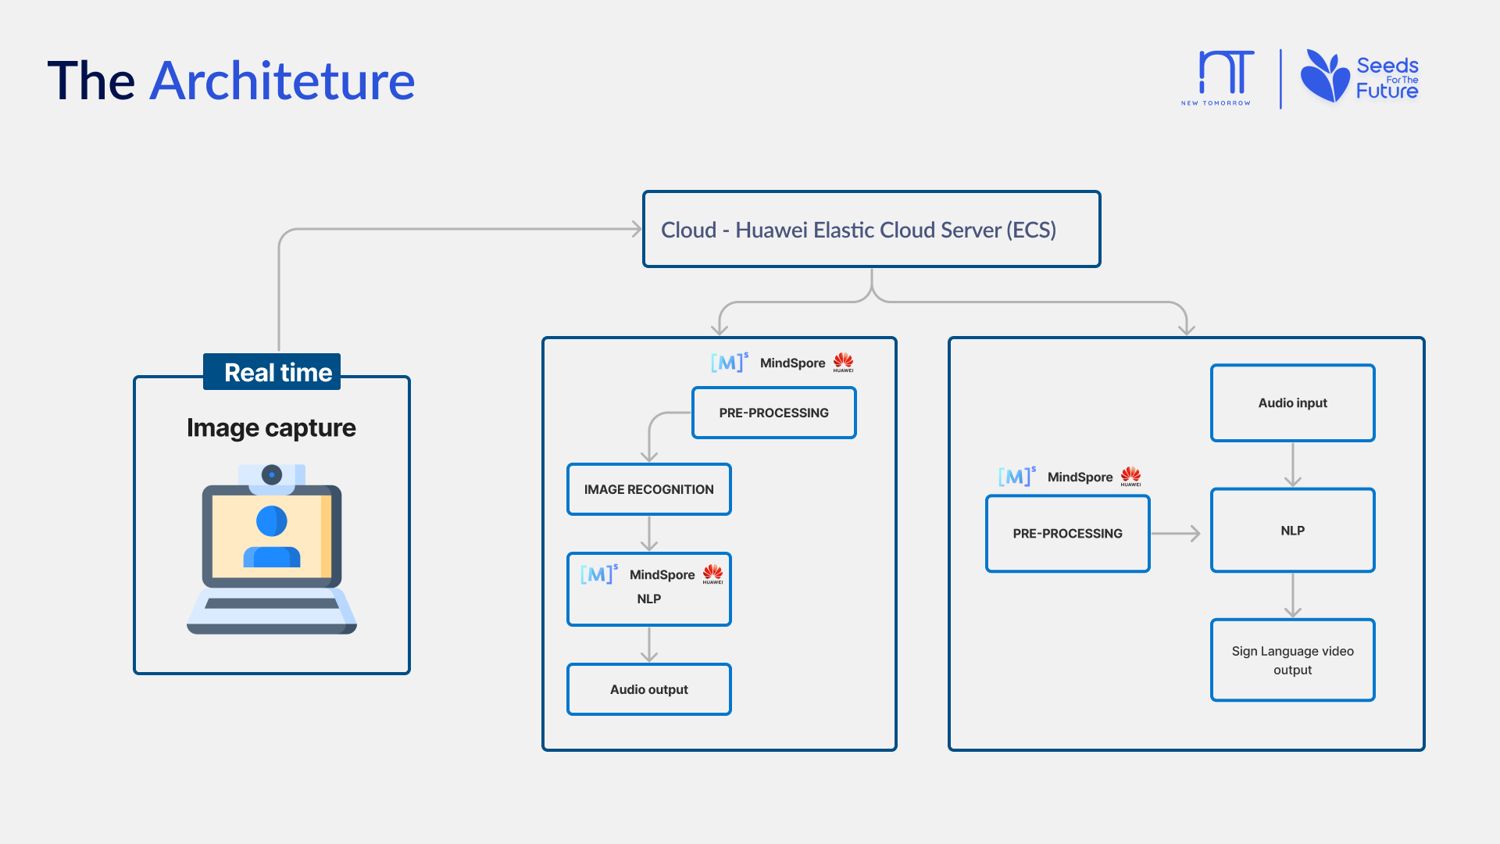 The Architeture
nT
NEW TOMORROW
Seeds
ForThe
Future
Cloud - Huawei Elastic Cloud Server (ECS)
Real time
Image capture
[M]s MindSpore HUAWEI
PRE-PROCESSING
IMAGE RECOGNITION
[M]s MindSpore HUAWEI
NLP
Audio output
Audio input
[M]s MindSpore HUAWEI
PRE-PROCESSING
NLP
Sign Language video
output